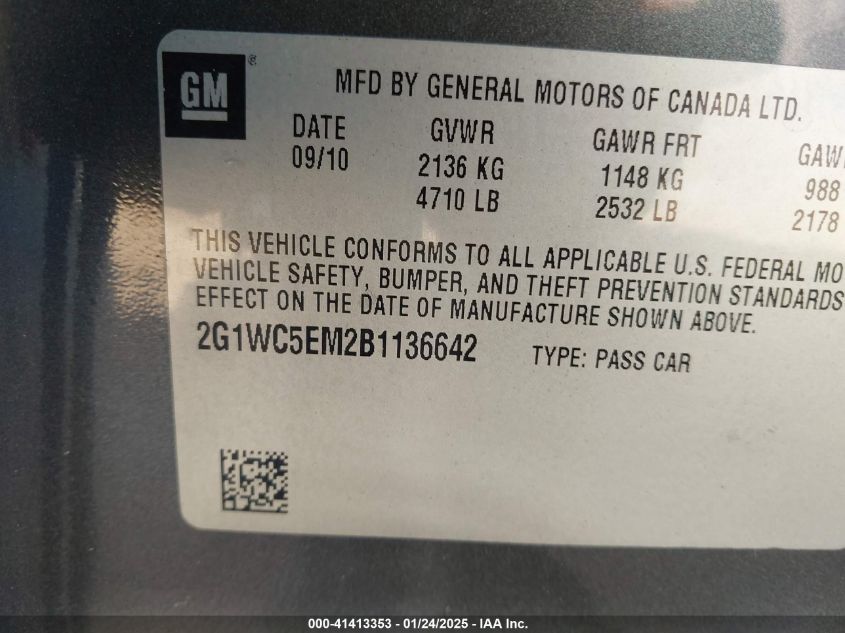 GM ®
MFD BY GENERAL MOTORS OF CANADA LTD.
DATE GVWR GAWR FRT GAW
09/10 2136 KG 1148 KG 988
4710 LB 2532 LB 2178
THIS VEHICLE CONFORMS TO ALL APPLICABLE U.S. FEDERAL MO
VEHICLE SAFETY, BUMPER, AND THEFT PREVENTION STANDARDS
EFFECT ON THE DATE OF MANUFACTURE SHOWN ABOVE.
2G1WC5EM2B1136642 TYPE: PASS CAR
000-41413353 - 01/24/2025 - IAA Inc.